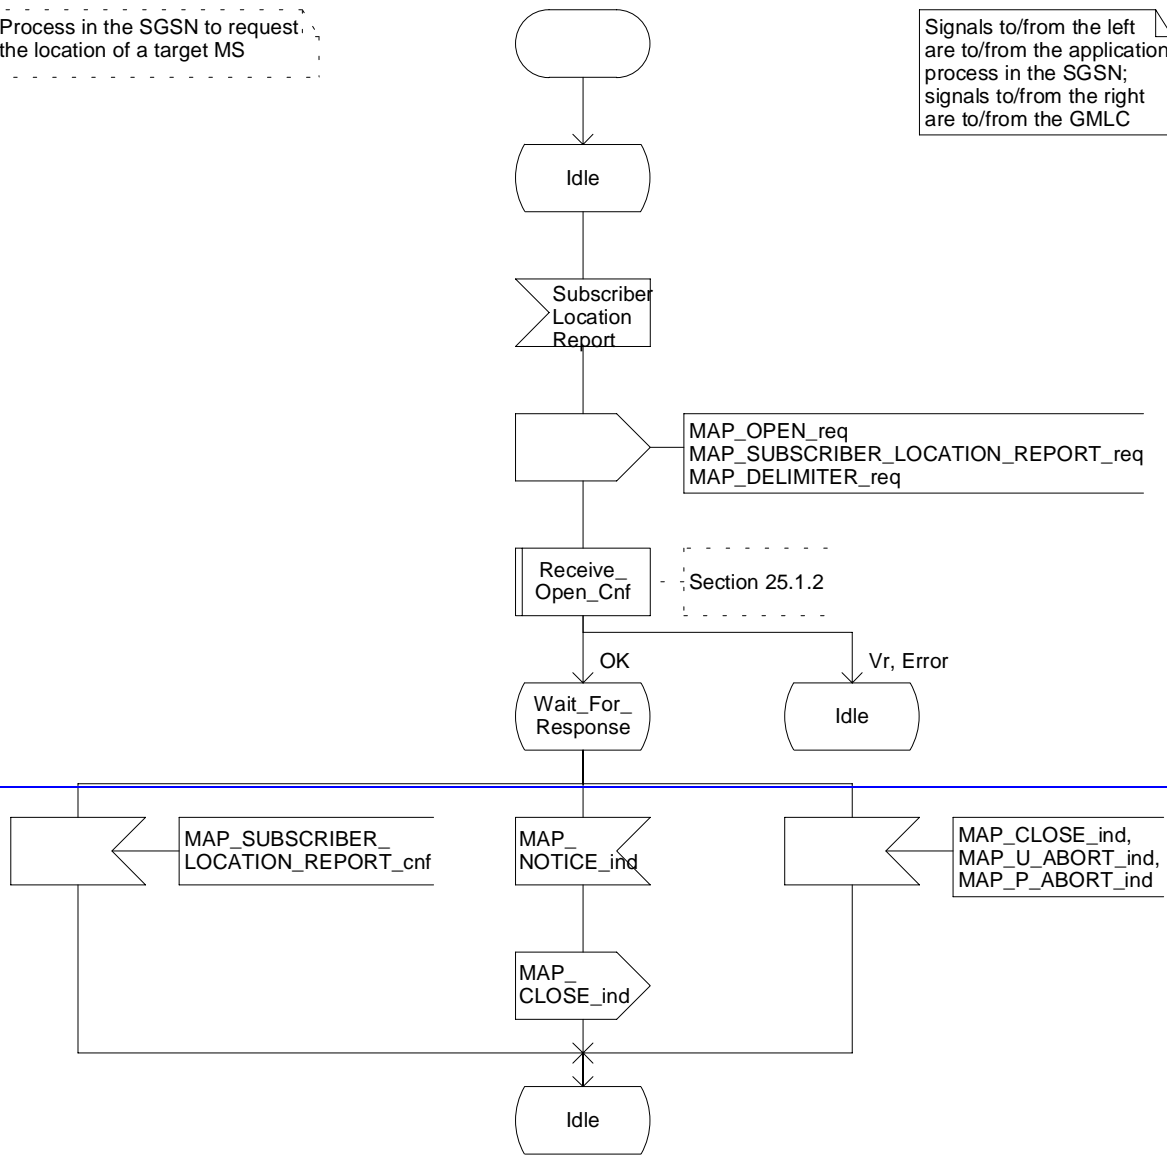 Process in the SGSN to request
the location of a target MS
Signals to/from the left
are to/from the application
process in the SGSN;
signals to/from the right
are to/from the GMLC
Idle
Subscriber
Location
Report
MAP_OPEN_req
MAP_SUBSCRIBER_LOCATION_REPORT_req
MAP_DELIMITER_req
Receive_
Open_Cnf
Section 25.1.2
OK
Vr, Error
Wait_For_
Response
Idle
MAP_SUBSCRIBER_
LOCATION_REPORT_cnf
MAP_
NOTICE_ind
MAP_CLOSE_ind,
MAP_U_ABORT_ind,
MAP_P_ABORT_ind
MAP_
CLOSE_ind
Idle